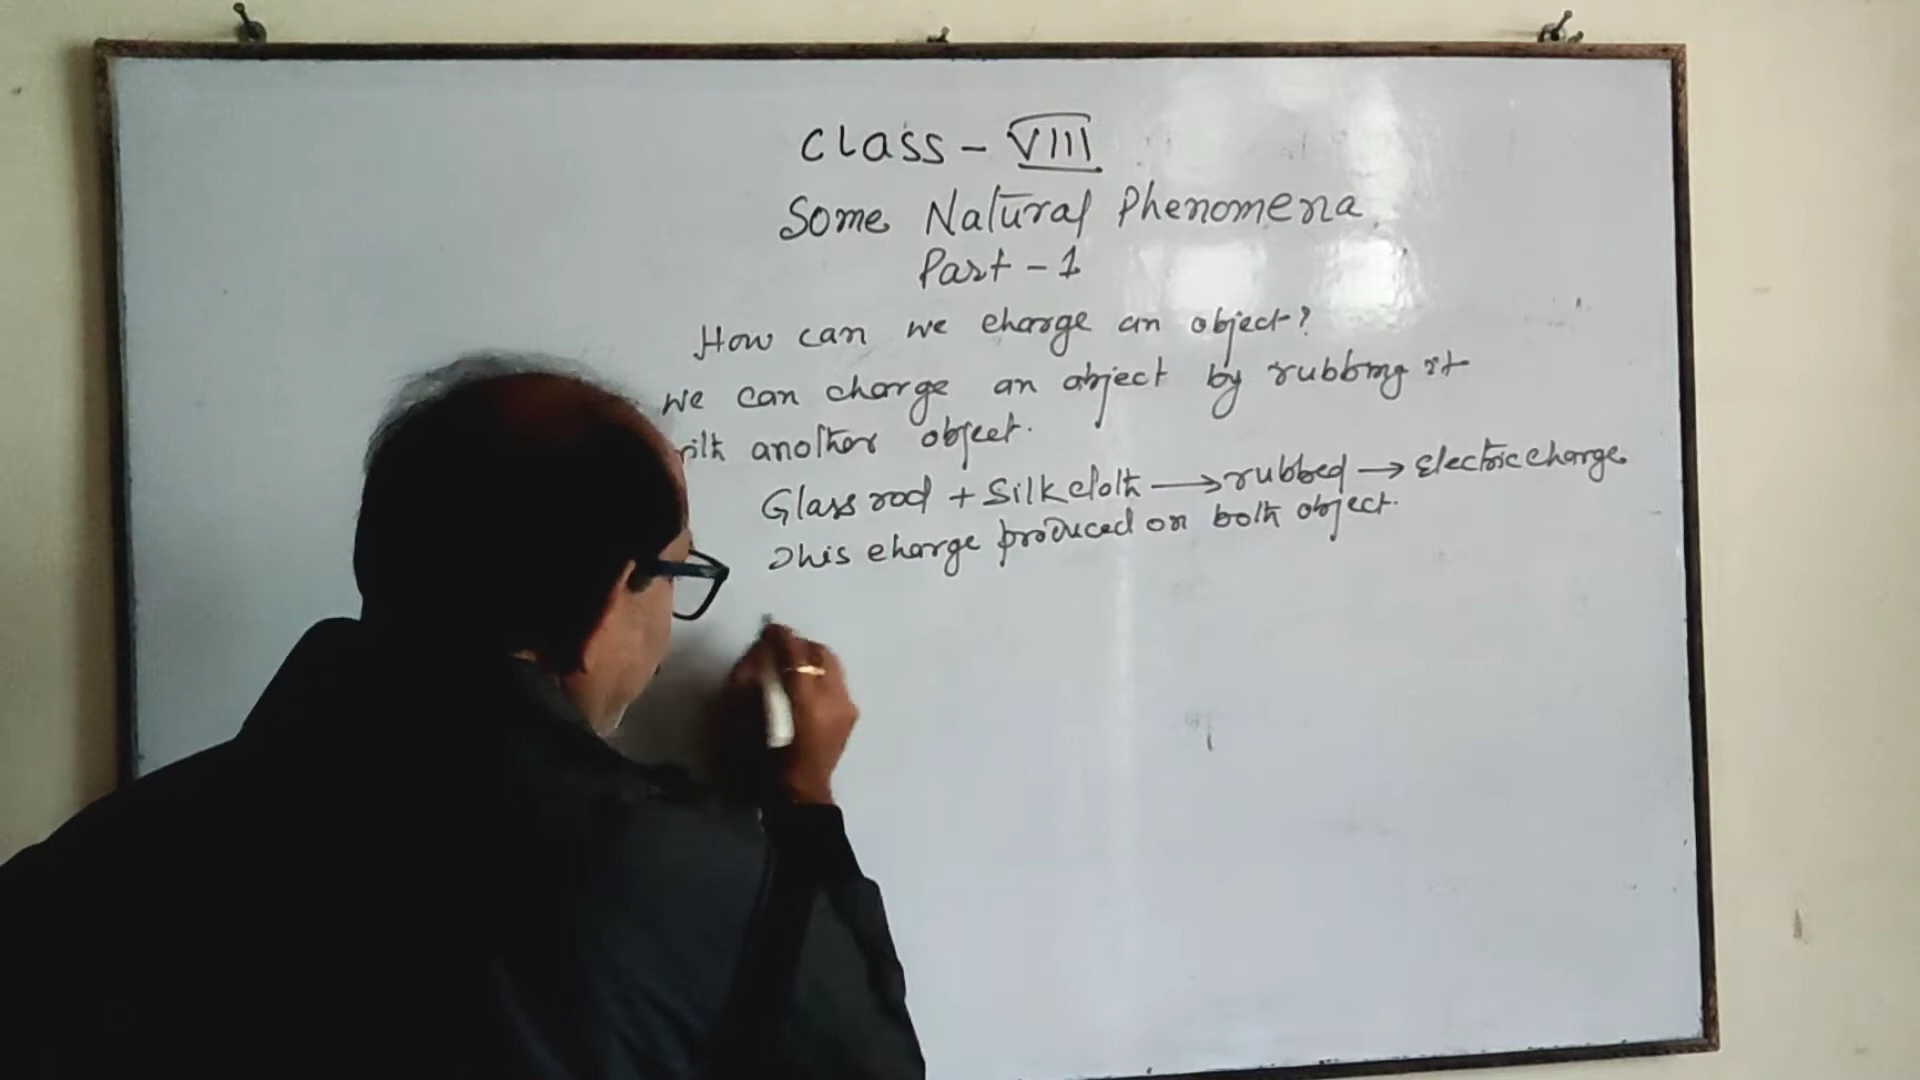 Class - VIII
Some Natural Phenomena
Part - 1
How can we charge an object?
we can charge an object by rubbing it
with another object.
Glass rod + Silk cloth → rubbed → Electric charge
This charge produced on both object.